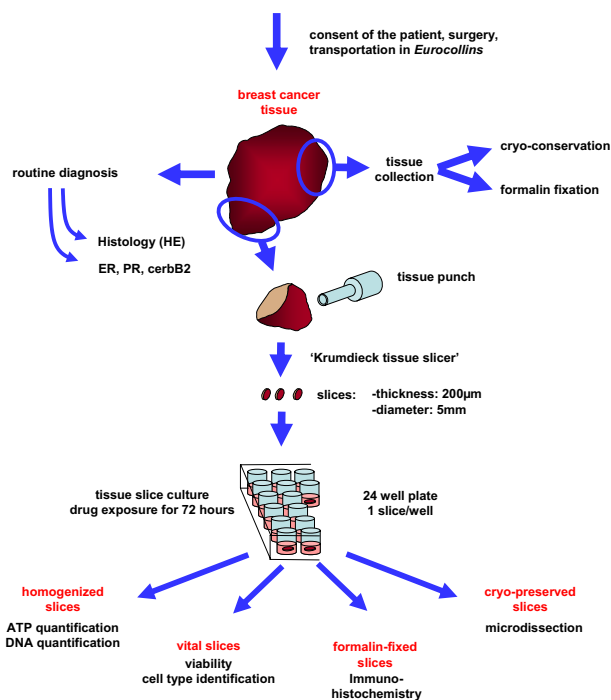 consent of the patient, surgery,
transportation in Eurocollins
breast cancer
tissue
routine diagnosis
tissue
collection
cryo-conservation
formalin fixation
Histology (HE)
ER, PR, cerbB2
tissue punch
‘Krumdieck tissue slicer’
slices: -thickness: 200µm
-diameter: 5mm
tissue slice culture
drug exposure for 72 hours
24 well plate
1 slice/well
homogenized
slices
ATP quantification
DNA quantification
vital slices
viability
cell type identification
formalin-fixed
slices
Immuno-
histochemistry
cryo-preserved
slices
microdissection